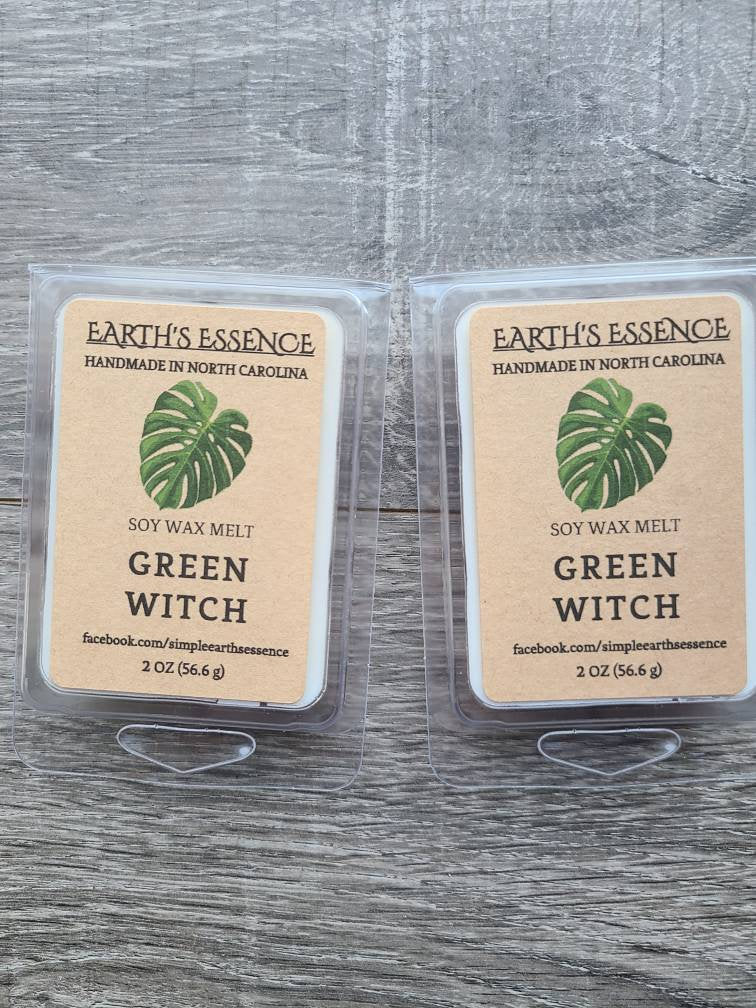 EARTH'S ESSENCE
HANDMADE IN NORTH CAROLINA
SOY WAX MELT
GREEN
WITCH
facebook.com/simpleearthsessence
2 OZ (56.6 g)
EARTH'S ESSENCE
HANDMADE IN NORTH CAROLINA
SOY WAX MELT
GREEN
WITCH
facebook.com/simpleearthsessence
2 OZ (56.6 g)